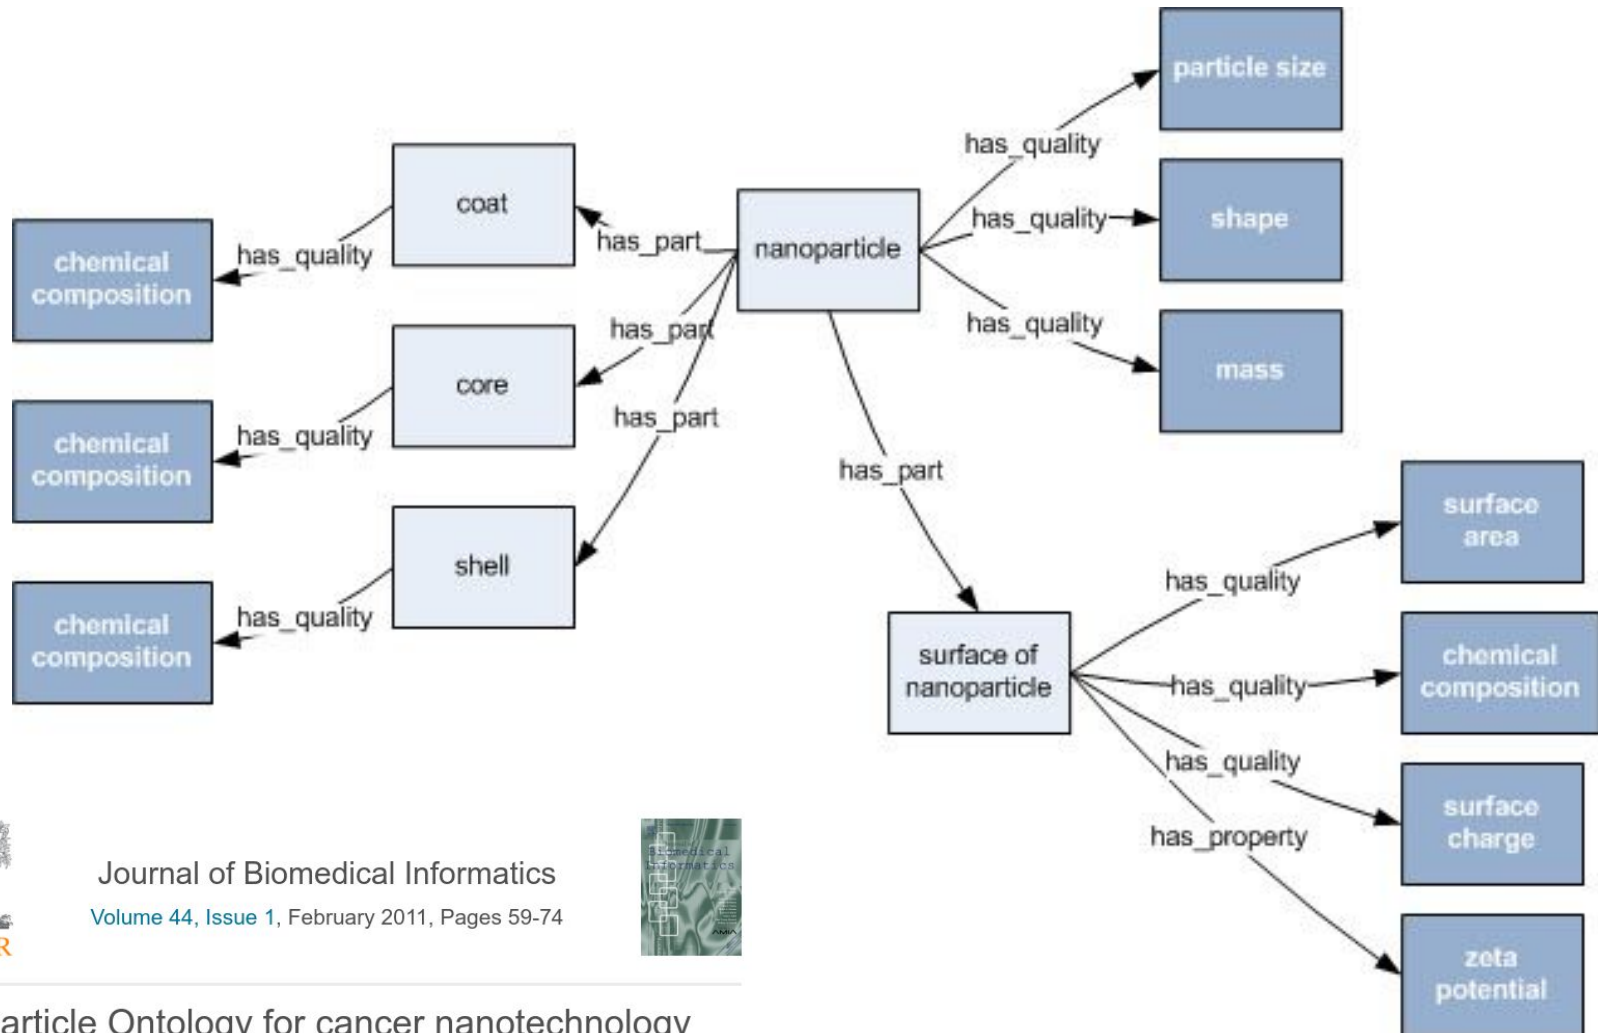 particle size
has_quality
coat
has_part
nanoparticle
has_quality
shape
chemical
composition
has_quality
has_part
has_quality
mass
core
has_part
chemical
composition
has_quality
has_part
surface
area
shell
has_quality
chemical
composition
has_quality
surface of
nanoparticle
has_quality
chemical
composition
has_quality
surface
charge
has_property
zeta
potential
Biomedical
Informatics
Journal of Biomedical Informatics
Volume 44, Issue 1, February 2011, Pages 59-74
AMIA
R
article Ontology for cancer nanotechnology